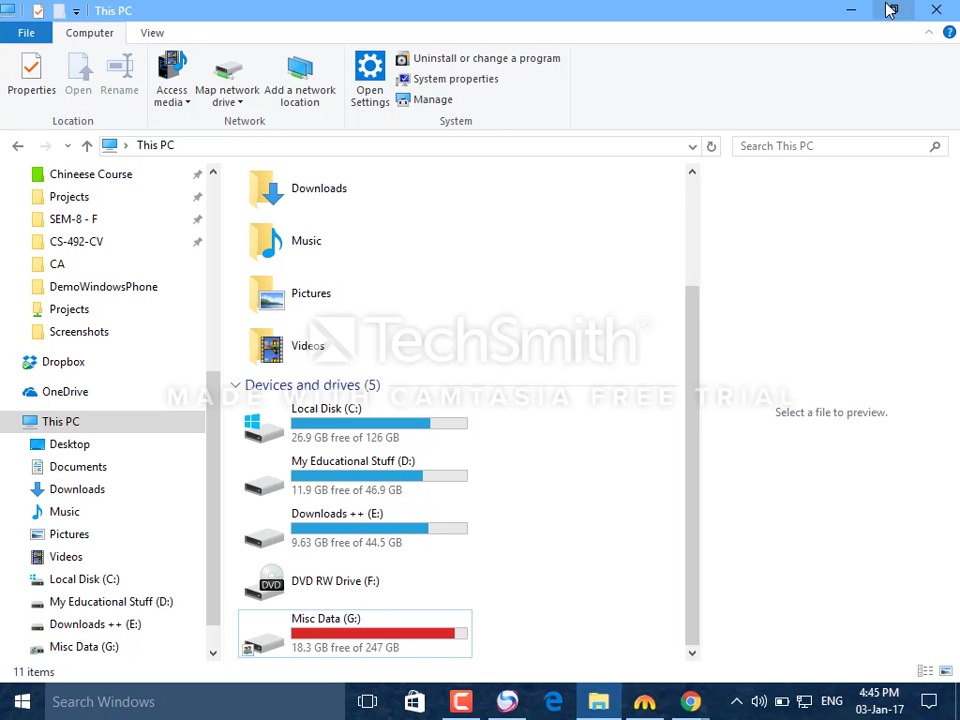 This PC
File Computer View
Properties Open Rename Access media Map network drive Add a network location Open Settings Uninstall or change a program
System properties
Manage
Location Network System
This PC
Search This PC
Chineese Course
Projects
SEM-8 - F
CS-492-CV
CA
DemoWindowsPhone
Projects
Screenshots
Dropbox
OneDrive
This PC
Desktop
Documents
Downloads
Music
Pictures
Videos
Local Disk (C:)
My Educational Stuff (D:)
Downloads ++ (E:)
Misc Data (G:)
Downloads
Music
Pictures
Videos
Devices and drives (5)
Local Disk (C:)
26.9 GB free of 126 GB
My Educational Stuff (D:)
11.9 GB free of 46.9 GB
Downloads ++ (E:)
9.63 GB free of 44.5 GB
DVD
DVD RW Drive (F:)
Misc Data (G:)
18.3 GB free of 247 GB
TechSmith
MADE WITH CAMTASIA FREE TRIAL
Select a file to preview.
11 items
Search Windows
ENG
4:45 PM
03-Jan-17